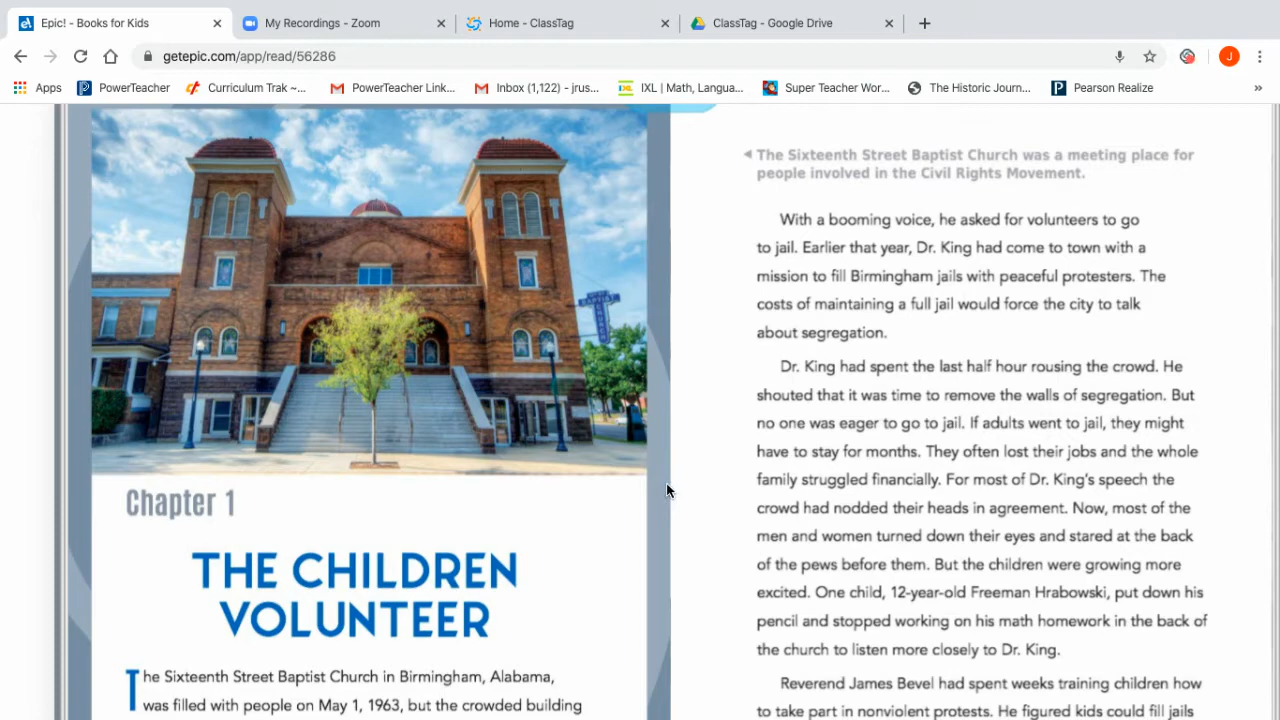 Epic! - Books for Kids
My Recordings - Zoom
Home - ClassTag
ClassTag - Google Drive
getepic.com/app/read/56286
J
Apps
PowerTeacher
Curriculum Trak ~...
PowerTeacher Link...
Inbox (1,122) - jrus...
IXL | Math, Langua...
Super Teacher Wor...
The Historic Journ...
Pearson Realize
»
BAPTIST
CHURCH
Chapter 1
THE CHILDREN
VOLUNTEER
The Sixteenth Street Baptist Church in Birmingham, Alabama,
was filled with people on May 1, 1963, but the crowded building
The Sixteenth Street Baptist Church was a meeting place for
people involved in the Civil Rights Movement.
With a booming voice, he asked for volunteers to go
to jail. Earlier that year, Dr. King had come to town with a
mission to fill Birmingham jails with peaceful protesters. The
costs of maintaining a full jail would force the city to talk
about segregation.
Dr. King had spent the last half hour rousing the crowd. He
shouted that it was time to remove the walls of segregation. But
no one was eager to go to jail. If adults went to jail, they might
have to stay for months. They often lost their jobs and the whole
family struggled financially. For most of Dr. King's speech the
crowd had nodded their heads in agreement. Now, most of the
men and women turned down their eyes and stared at the back
of the pews before them. But the children were growing more
excited. One child, 12-year-old Freeman Hrabowski, put down his
pencil and stopped working on his math homework in the back of
the church to listen more closely to Dr. King.
Reverend James Bevel had spent weeks training children how
to take part in nonviolent protests. He figured kids could fill jails